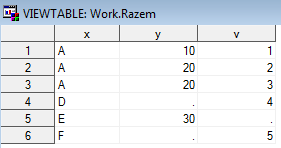 VIEWTABLE: Work.Razem
x y v
1 A 10 1
2 A 20 2
3 A 20 3
4 D . 4
5 E 30 .
6 F . 5